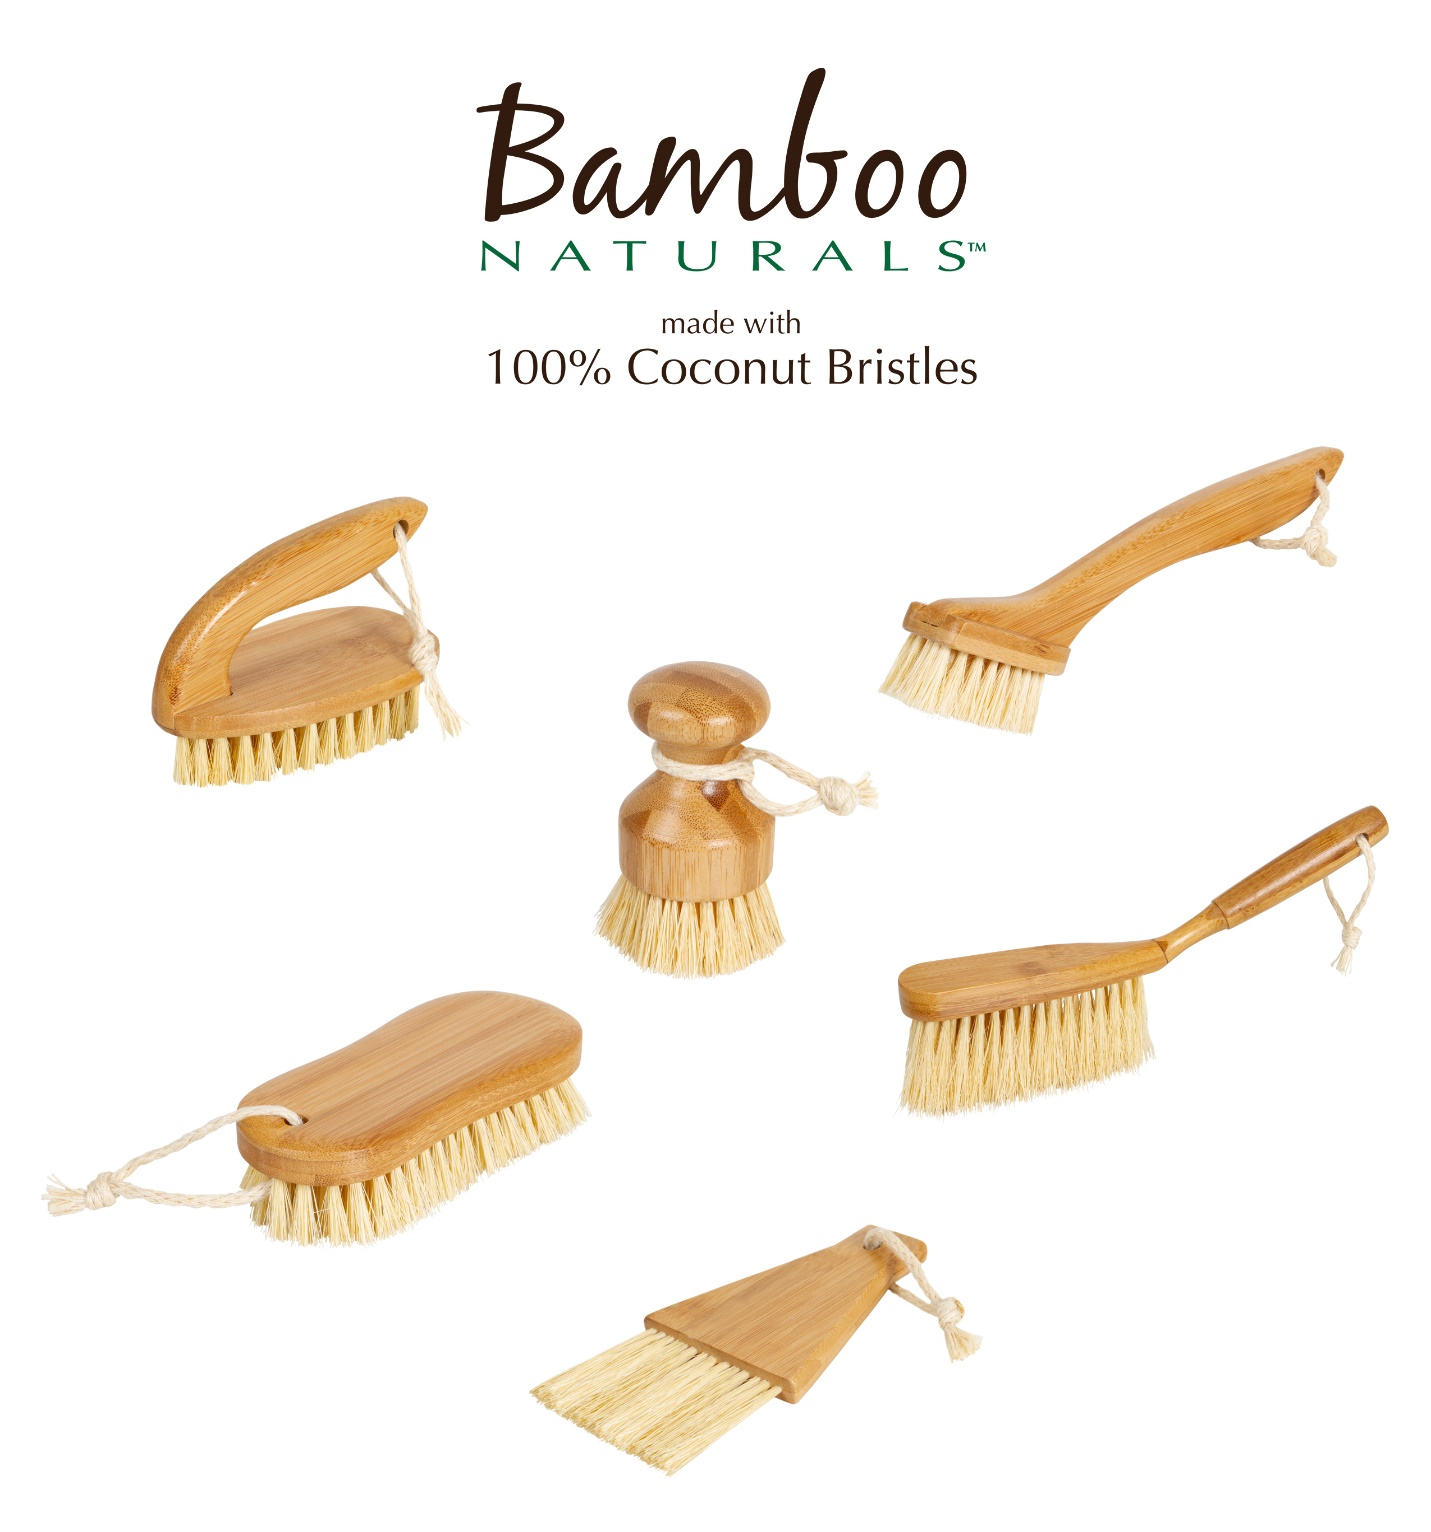 Bamboo
NATURALS™
made with
100% Coconut Bristles